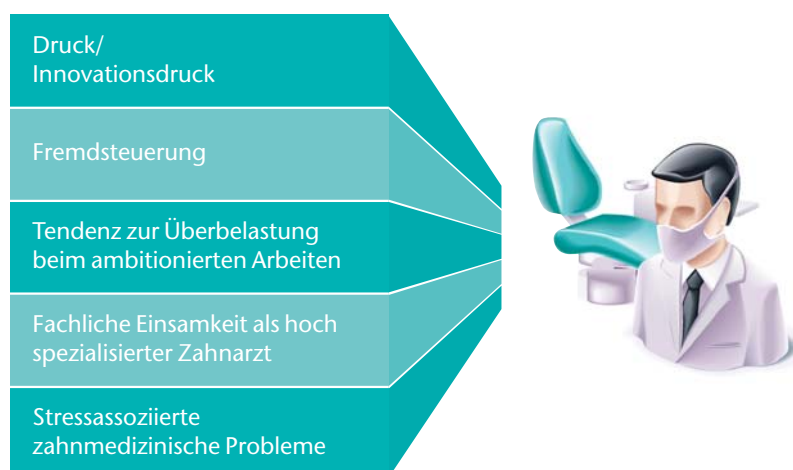 Druck/
Innovationsdruck
Fremdsteuerung
Tendenz zur Überbelastung
beim ambitionierten Arbeiten
Fachliche Einsamkeit als hoch
spezialisierter Zahnarzt
Stressassoziierte
zahnmedizinische Probleme